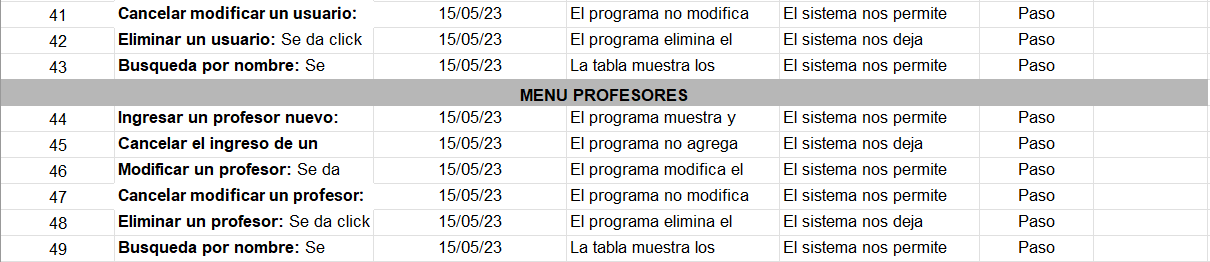 41 Cancelar modificar un usuario: 15/05/23 El programa no modifica El sistema nos permite Paso
42 Eliminar un usuario: Se da click 15/05/23 El programa elimina el El sistema nos deja Paso
43 Busqueda por nombre: Se 15/05/23 La tabla muestra los El sistema nos permite Paso
MENU PROFESORES
44 Ingresar un profesor nuevo: 15/05/23 El programa muestra y El sistema nos permite Paso
45 Cancelar el ingreso de un 15/05/23 El programa no agrega El sistema nos deja Paso
46 Modificar un profesor: Se da 15/05/23 El programa modifica el El sistema nos permite Paso
47 Cancelar modificar un profesor: 15/05/23 El programa no modifica El sistema nos permite Paso
48 Eliminar un profesor: Se da click 15/05/23 El programa elimina el El sistema nos deja Paso
49 Busqueda por nombre: Se 15/05/23 La tabla muestra los El sistema nos permite Paso